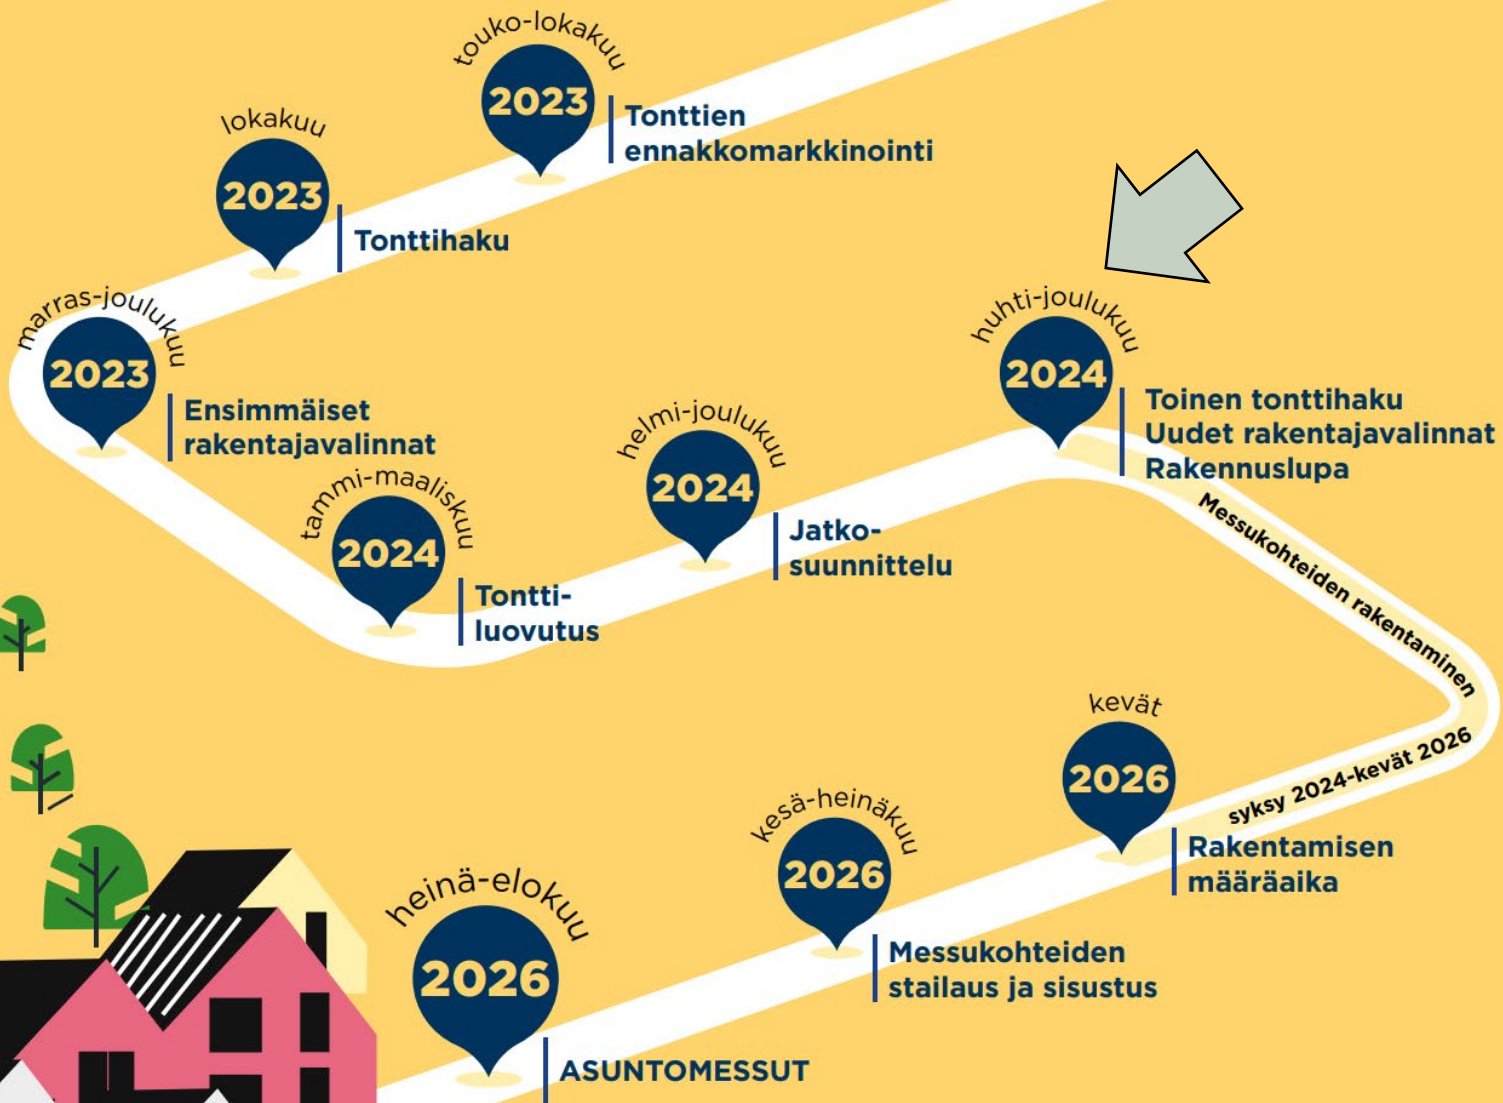 touko-lokakuu
2023
Tonttien
ennakkomarkkinointi
lokakuu
2023
Tonttihaku
marras-joulukuu
2023
Ensimmäiset
rakentajavalinnat
tammi-maaliskuu
2024
Tontti-
luovutus
helmi-joulukuu
2024
Jatko-
suunnittelu
huhti-joulukuu
2024
Toinen tonttihaku
Uudet rakentajavalinnat
Rakennuslupa
Messukohteiden rakentaminen
syksy 2024-kevät 2026
kevät
2026
Rakentamisen
määräaika
kesä-heinäkuu
2026
Messukohteiden
stailaus ja sisustus
heinä-elokuu
2026
ASUNTOMESSUT